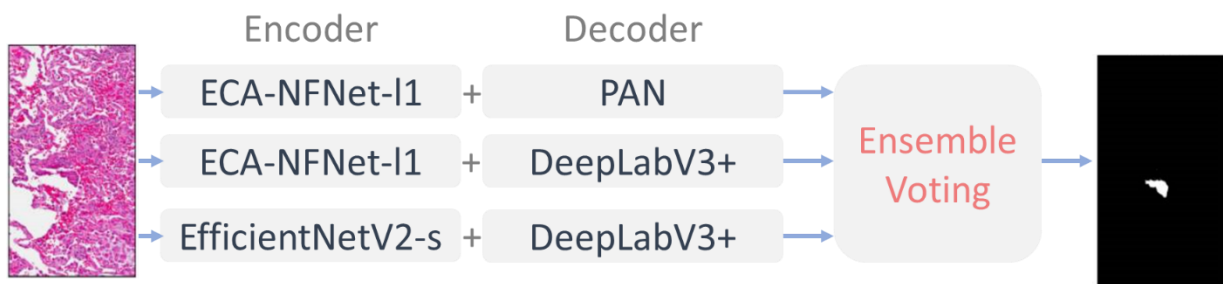 Encoder Decoder
ECA-NFNet-l1 + PAN
ECA-NFNet-l1 + DeepLabV3+
EfficientNetV2-s + DeepLabV3+
Ensemble
Voting